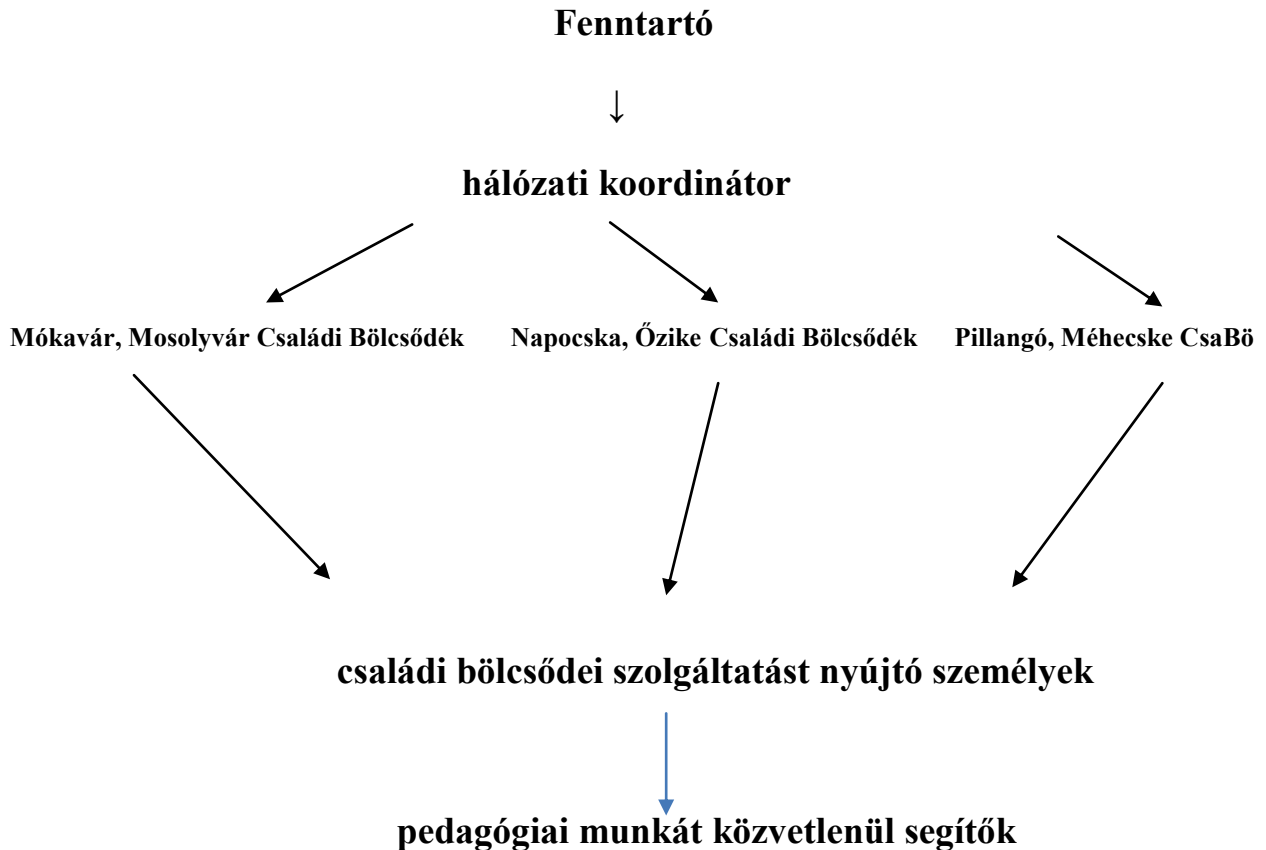 Fenntartó
↓
hálózati koordinátor
Mókavár, Mosolyvár Családi Bölcsődék Napocska, Őzike Családi Bölcsődék Pillangó, Méhecske CsaBö
családi bölcsődei szolgáltatást nyújtó személyek
pedagógiai munkát közvetlenül segítők